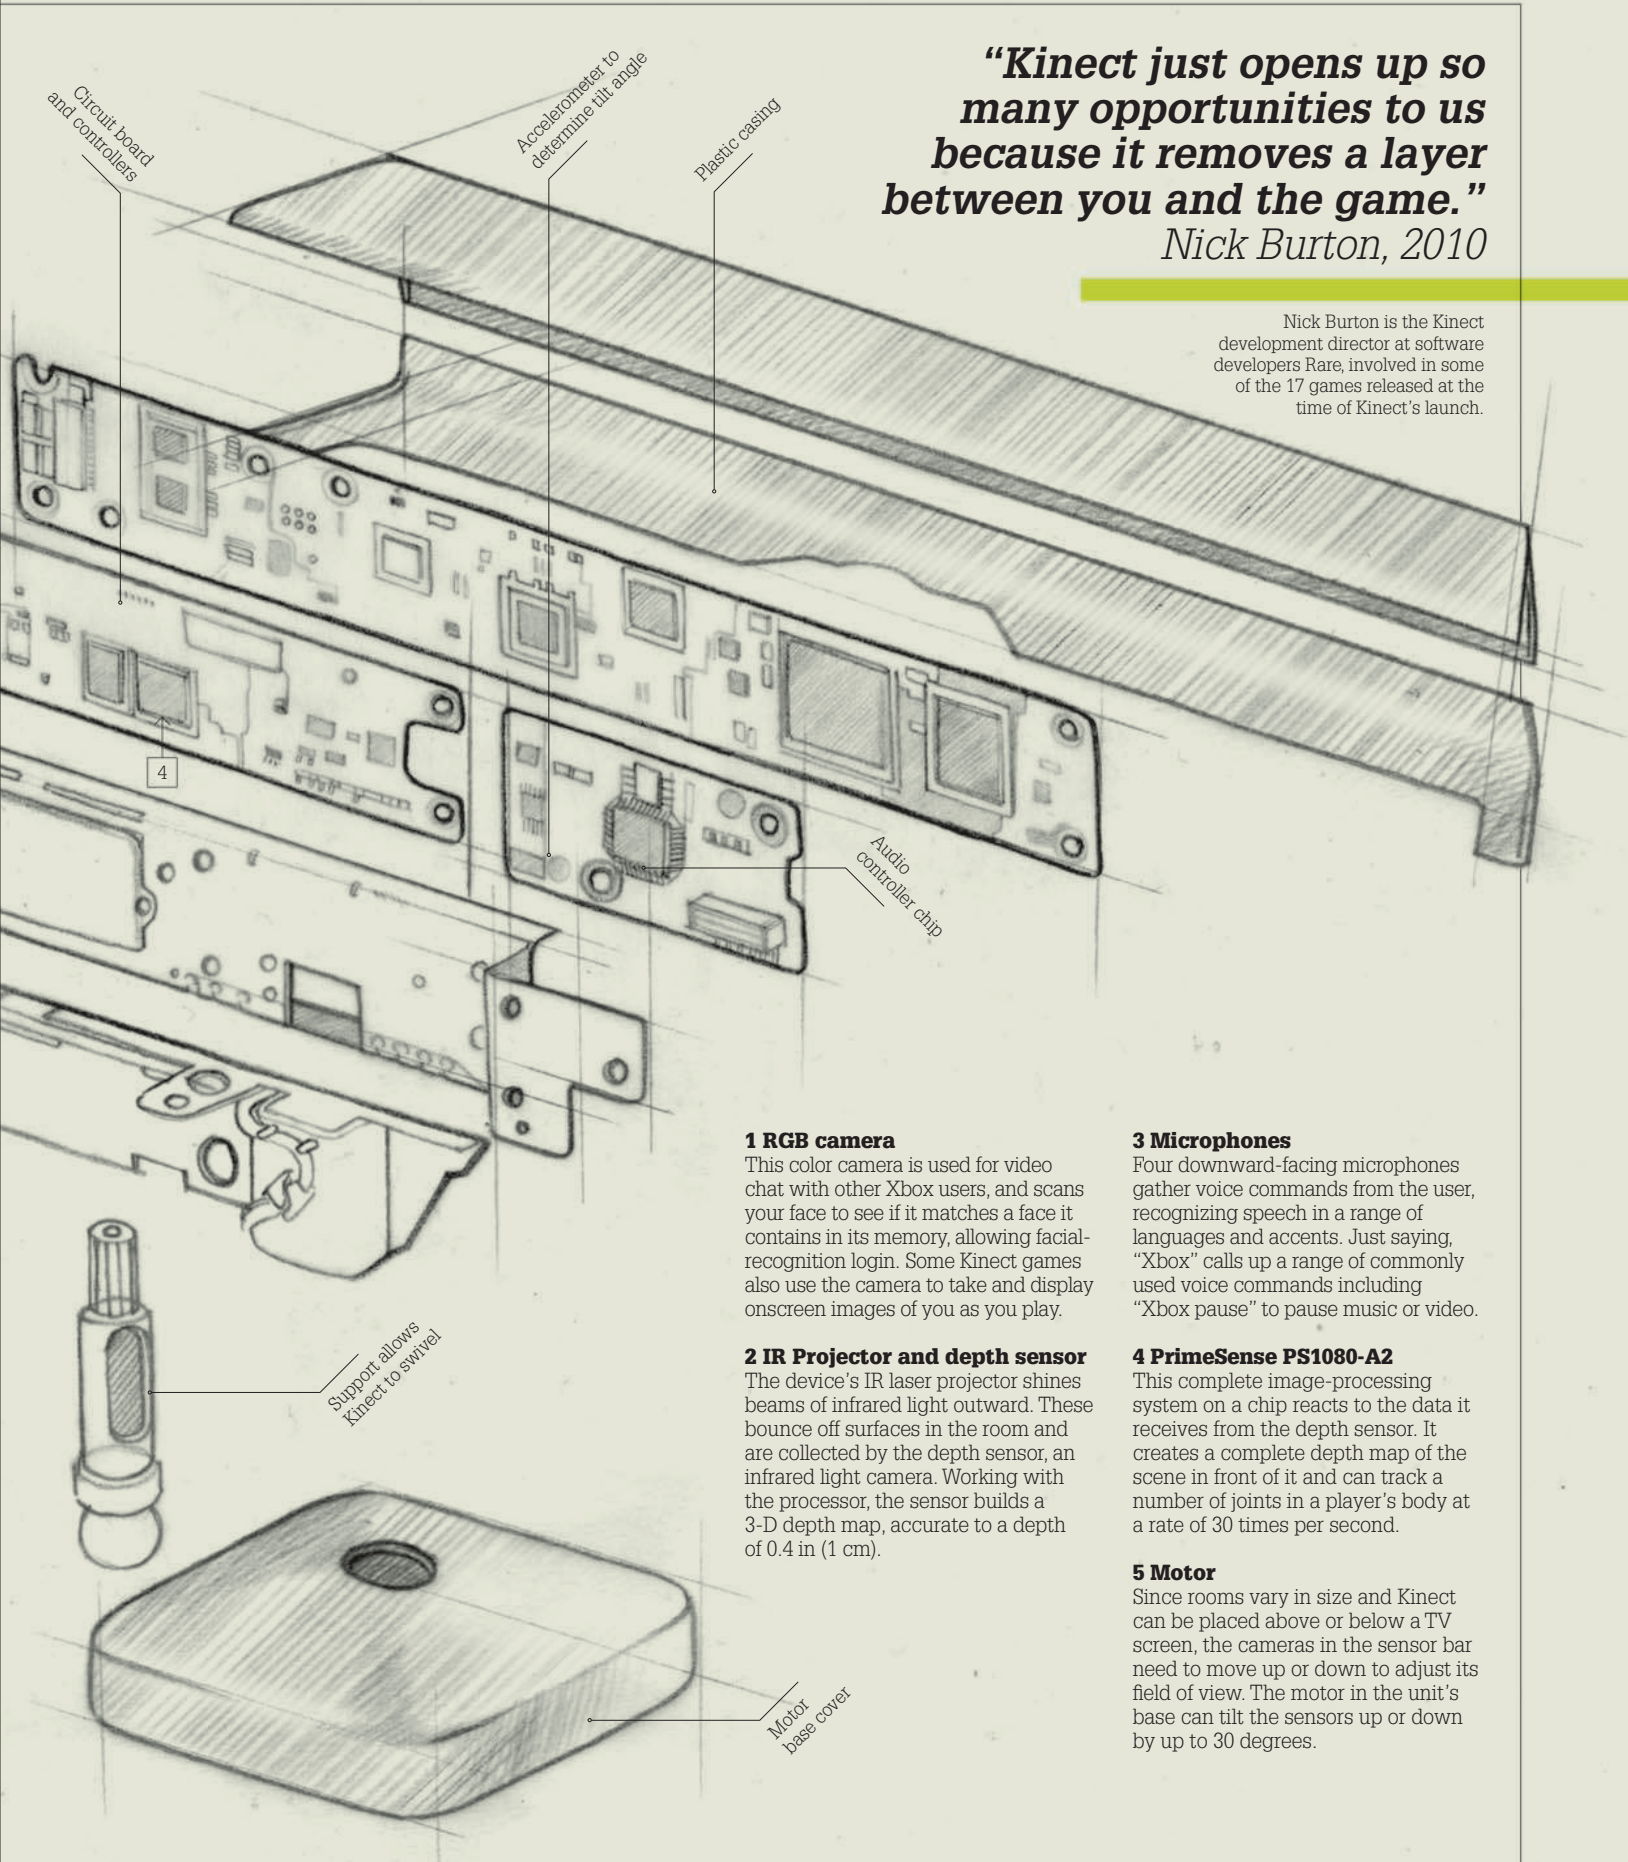 “Kinect just opens up so
many opportunities to us
because it removes a layer
between you and the game.”
Nick Burton, 2010
Nick Burton is the Kinect
development director at software
developers Rare, involved in some
of the 17 games released at the
time of Kinect’s launch.
Circuit board
and controllers
Accelerometer to
determine tilt angle
Plastic casing
4
Audio
controller chip
Support allows
Kinect to swivel
Motor
base cover
1 RGB camera
This color camera is used for video
chat with other Xbox users, and scans
your face to see if it matches a face it
contains in its memory, allowing facial-
recognition login. Some Kinect games
also use the camera to take and display
onscreen images of you as you play.
2 IR Projector and depth sensor
The device’s IR laser projector shines
beams of infrared light outward. These
bounce off surfaces in the room and
are collected by the depth sensor, an
infrared light camera. Working with
the processor, the sensor builds a
3-D depth map, accurate to a depth
of 0.4 in (1 cm).
3 Microphones
Four downward-facing microphones
gather voice commands from the user,
recognizing speech in a range of
languages and accents. Just saying,
“Xbox” calls up a range of commonly
used voice commands including
“Xbox pause” to pause music or video.
4 PrimeSense PS1080-A2
This complete image-processing
system on a chip reacts to the data it
receives from the depth sensor. It
creates a complete depth map of the
scene in front of it and can track a
number of joints in a player’s body at
a rate of 30 times per second.
5 Motor
Since rooms vary in size and Kinect
can be placed above or below a TV
screen, the cameras in the sensor bar
need to move up or down to adjust its
field of view. The motor in the unit’s
base can tilt the sensors up or down
by up to 30 degrees.